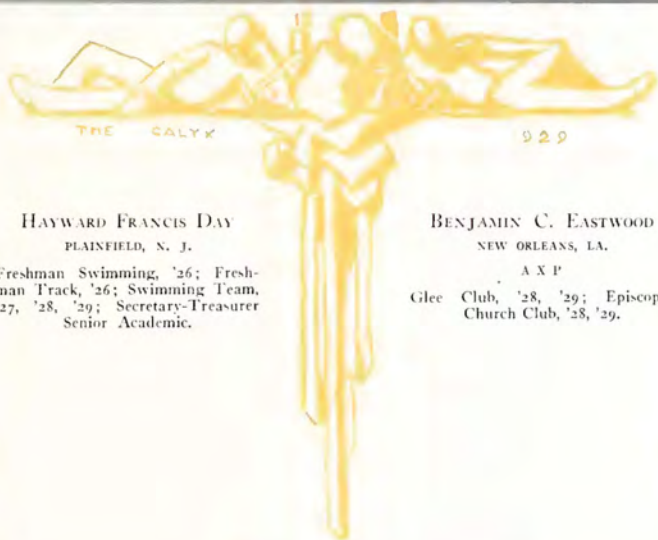 THE CALYX
929
HAYWARD FRANCIS DAY
PLAINFIELD, N. J.
Freshman Swimming, '26; Fresh-
man Track, '26; Swimming Team,
27, '28, '29; Secretary-Treasurer
Senior Academic.
BENJAMIN C. EASTWOOD
NEW ORLEANS, LA.
Α Χ Ρ
Glee Club, '28, '29; Episcop
Church Club, '28, '29.